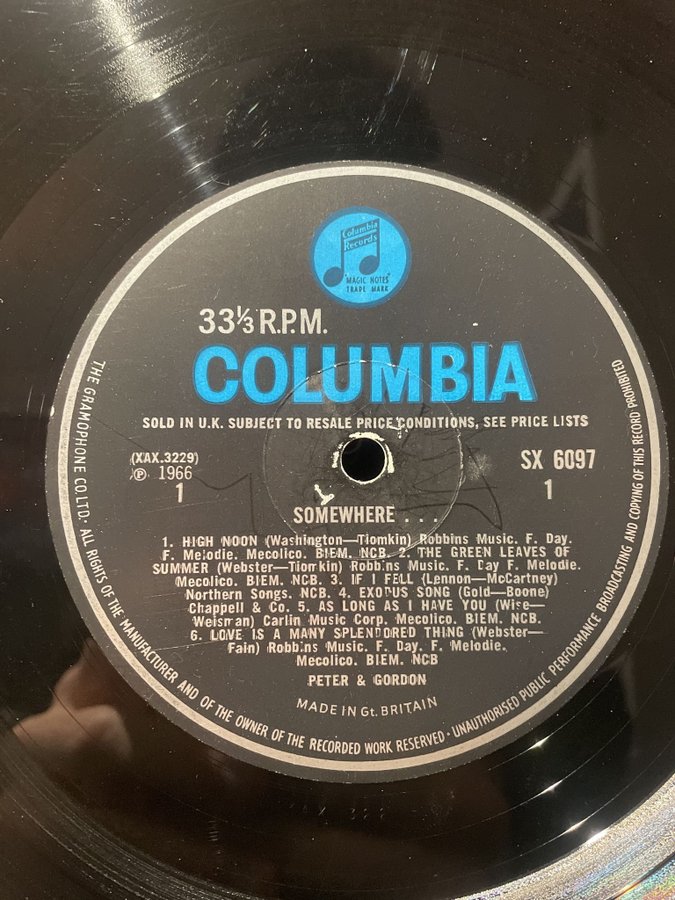 Columbia
Records
"MAGIC NOTES"
TRADE MARK
33⅓ R.P.M.
COLUMBIA
SOLD IN U.K. SUBJECT TO RESALE PRICE CONDITIONS, SEE PRICE LISTS
(XAX.3229)
Ⓟ 1966
1
SX 6097
1
SOMEWHERE . . .
1. HIGH NOON (Washington—Tiomkin) Robbins Music. F. Day.
F. Melodie. Mecolico. BIEM. NCB. 2. THE GREEN LEAVES OF
SUMMER (Webster—Tiomkin) Robbins Music. F. Day F. Melodie.
Mecolico. BIEM. NCB. 3. IF I FELL (Lennon—McCartney)
Northern Songs. NCB. 4. EXODUS SONG (Gold—Boone)
Chappell & Co. 5. AS LONG AS I HAVE YOU (Wise—
Weisman) Carlin Music Corp. Mecolico. BIEM. NCB.
6. LOVE IS A MANY SPLENDORED THING (Webster—
Fain) Robbins Music. F. Day. F. Melodie.
Mecolico. BIEM. NCB
PETER & GORDON
MADE IN Gt. BRITAIN
THE GRAMOPHONE CO. LTD. · ALL RIGHTS OF THE MANUFACTURER AND OF THE OWNER OF THE RECORDED WORK RESERVED · UNAUTHORISED PUBLIC PERFORMANCE BROADCASTING AND COPYING OF THIS RECORD PROHIBITED